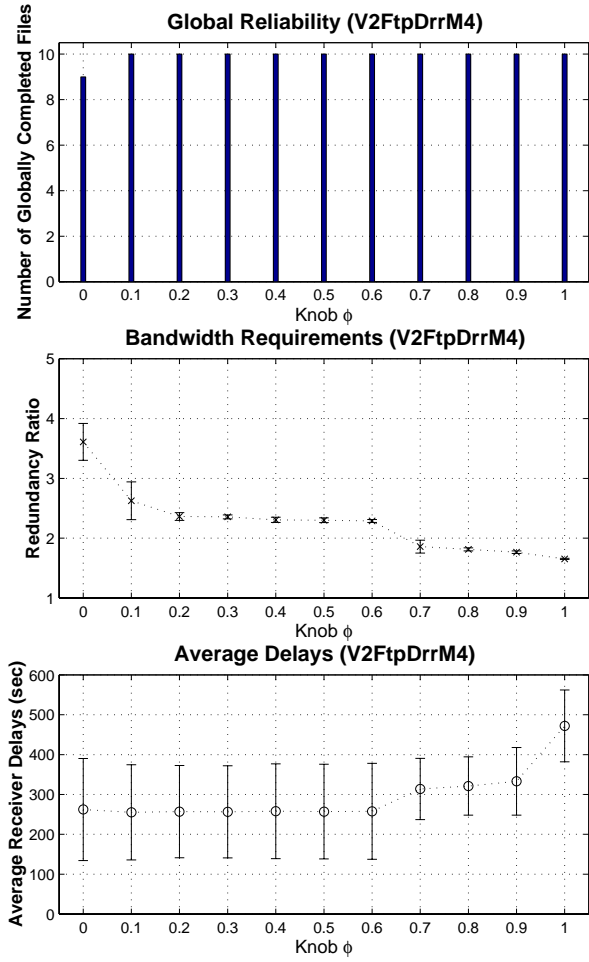 Global Reliability (V2FtpDrrM4)
Number of Globally Completed Files
10
8
6
4
2
0
0 0.1 0.2 0.3 0.4 0.5 0.6 0.7 0.8 0.9 1
Knob ϕ
Bandwidth Requirements (V2FtpDrrM4)
Redundancy Ratio
5
4
3
2
1
0 0.1 0.2 0.3 0.4 0.5 0.6 0.7 0.8 0.9 1
Knob ϕ
Average Delays (V2FtpDrrM4)
Average Receiver Delays (sec)
600
500
400
300
200
100
0
0 0.1 0.2 0.3 0.4 0.5 0.6 0.7 0.8 0.9 1
Knob ϕ